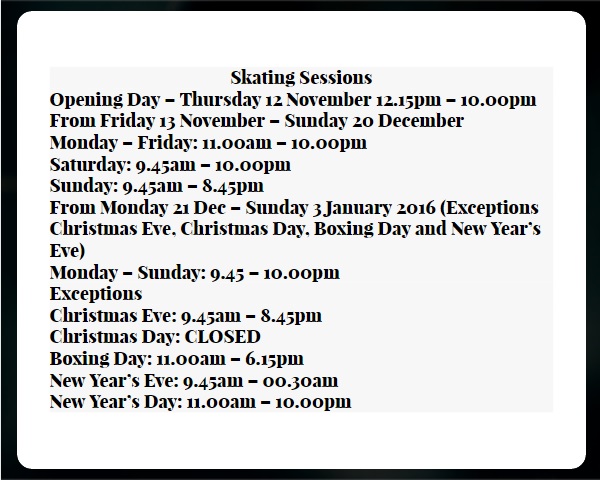 Skating Sessions
Opening Day – Thursday 12 November 12.15pm – 10.00pm
From Friday 13 November – Sunday 20 December
Monday – Friday: 11.00am – 10.00pm
Saturday: 9.45am – 10.00pm
Sunday: 9.45am – 8.45pm
From Monday 21 Dec – Sunday 3 January 2016 (Exceptions
Christmas Eve, Christmas Day, Boxing Day and New Year's
Eve)
Monday – Sunday: 9.45 – 10.00pm
Exceptions
Christmas Eve: 9.45am – 8.45pm
Christmas Day: CLOSED
Boxing Day: 11.00am – 6.15pm
New Year's Eve: 9.45am – 00.30am
New Year's Day: 11.00am – 10.00pm